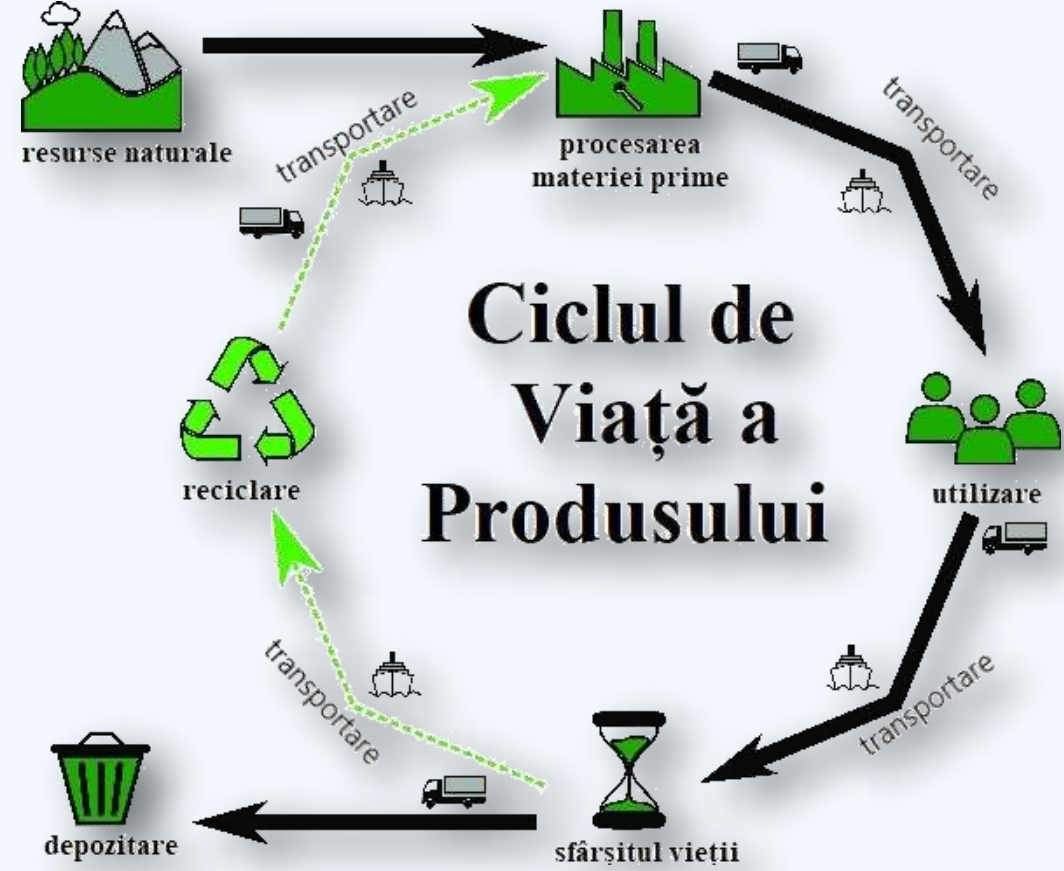 resurse naturale
transportare
procesarea
materiei prime
transportare
Ciclul de
Viață a
Produsului
reciclare
utilizare
transportare
transportare
depozitare
sfârșitul vieții